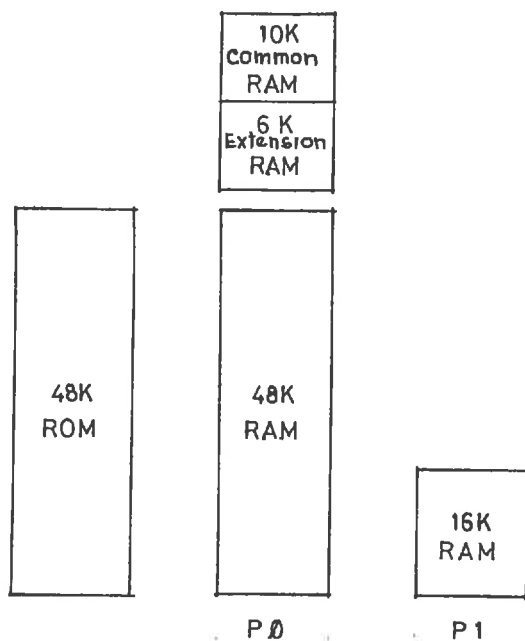 10K
Common
RAM
6 K
Extension
RAM
48K
ROM
48K
RAM
16K
RAM
PØ
P1